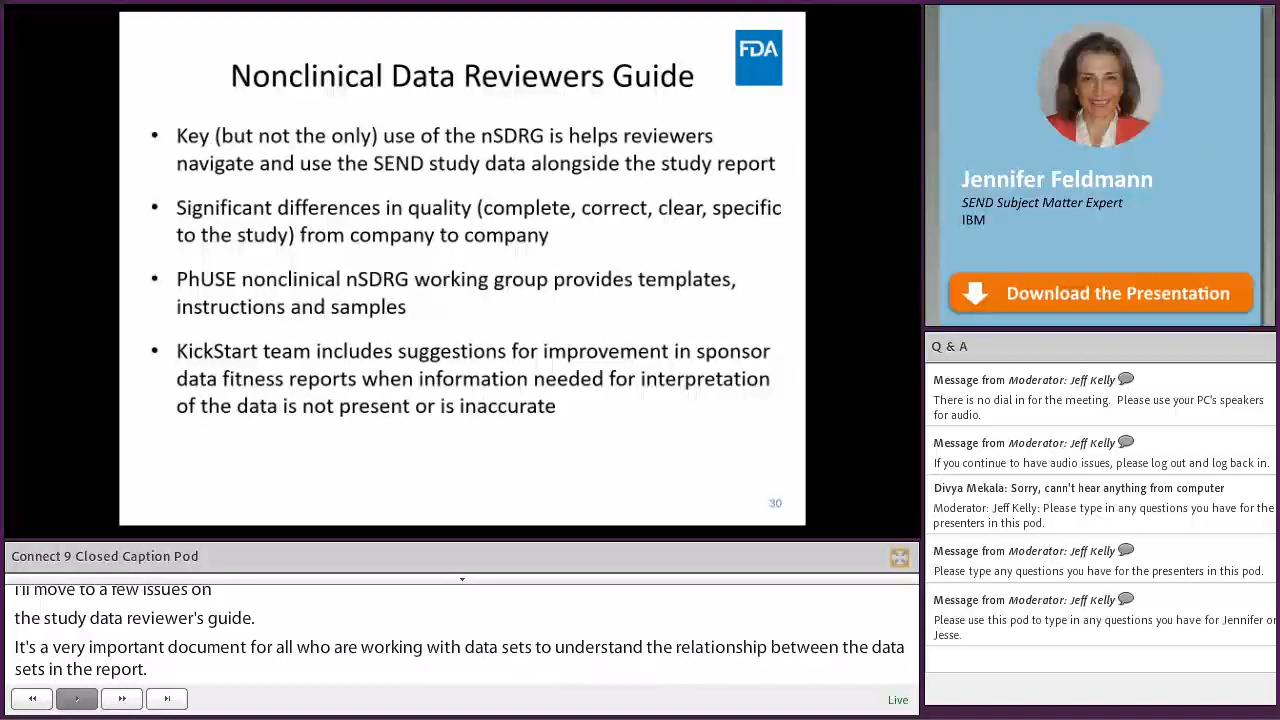 FDA
Nonclinical Data Reviewers Guide
• Key (but not the only) use of the nSDRG is helps reviewers
navigate and use the SEND study data alongside the study report
• Significant differences in quality (complete, correct, clear, specific
to the study) from company to company
• PhUSE nonclinical nSDRG working group provides templates,
instructions and samples
• KickStart team includes suggestions for improvement in sponsor
data fitness reports when information needed for interpretation
of the data is not present or is inaccurate
30
Jennifer Feldmann
SEND Subject Matter Expert
IBM
Download the Presentation
Q & A
Message from Moderator: Jeff Kelly
There is no dial in for the meeting. Please use your PC's speakers
for audio.
Message from Moderator: Jeff Kelly
If you continue to have audio issues, please log out and log back in.
Divya Mekala: Sorry, cann't hear anything from computer
Moderator: Jeff Kelly: Please type in any questions you have for the
presenters in this pod.
Message from Moderator: Jeff Kelly
Please type any questions you have for the presenters in this pod.
Message from Moderator: Jeff Kelly
Please use this pod to type in any questions you have for Jennifer or
Jesse.
Connect 9 Closed Caption Pod
I'll move to a few issues on
the study data reviewer's guide.
It's a very important document for all who are working with data sets to understand the relationship between the data
sets in the report.
Live